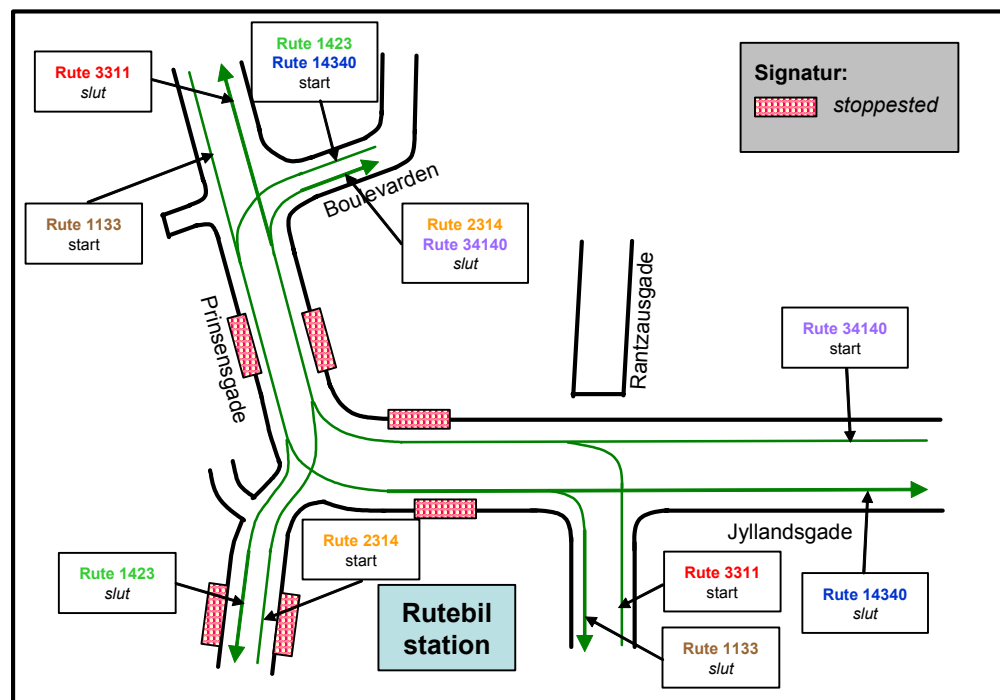 Rute 3311
slut
Rute 1423
Rute 14340
start
Signatur:
stoppested
Rute 1133
start
Boulevarden
Rute 2314
Rute 34140
slut
Prinsensgade
Rantzausgade
Rute 34140
start
Rute 2314
start
Jyllandsgade
Rute 1423
slut
Rutebil
station
Rute 3311
start
Rute 14340
slut
Rute 1133
slut